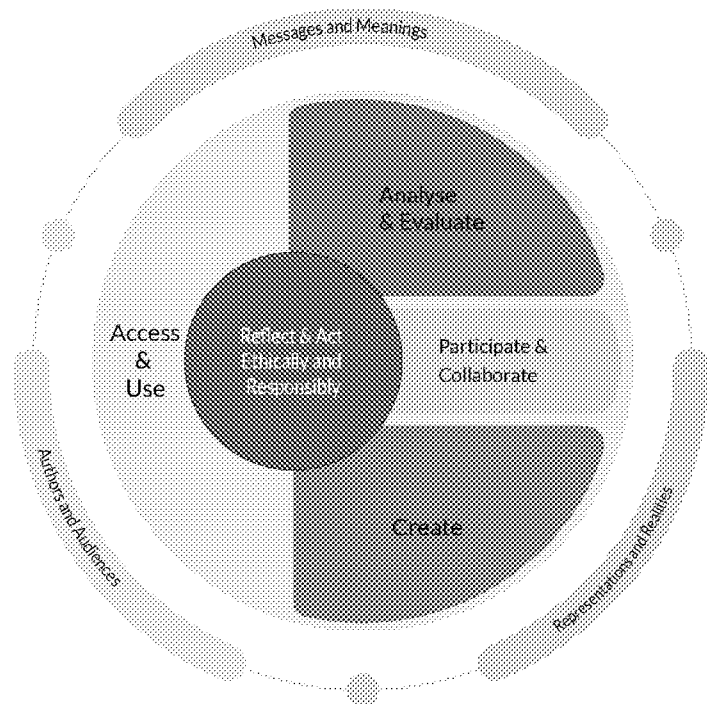 Messages and Meanings
Analyse
& Evaluate
Access
&
Use
Reflect & Act
Ethically and
Responsibly
Participate &
Collaborate
Create
Authors and Audiences
Representations and Realities